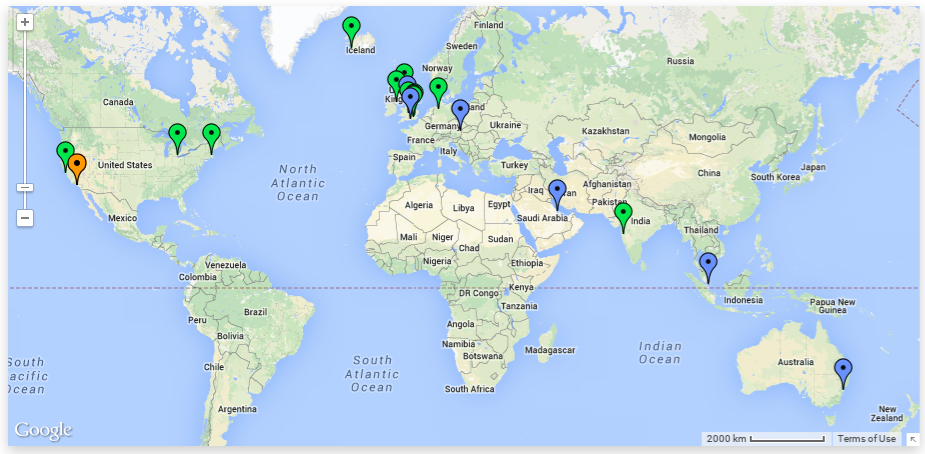 Iceland
Finland
Sweden
Norway
Russia
Canada
King
Germany
Ukraine
France
Kazakhstan
Mongolia
Spain
Italy
United States
North
Atlantic
Ocean
Turkey
China
Japan
South Korea
Iraq
Afghanistan
Pakistan
Algeria
Libya
Egypt
Saudi Arabia
India
Mexico
Mali
Niger
Chad
Sudan
Thailand
Nigeria
Ethiopia
Venezuela
Colombia
Kenya
DR Congo
Indonesia
Papua New
Guinea
Tanzania
Peru
Brazil
Angola
Bolivia
Namibia
Botswana
Madagascar
Indian
Ocean
South
Atlantic
Ocean
South
acific
Ocean
Chile
Australia
South Africa
Argentina
New
Zealand
Google
2000 km
Terms of Use